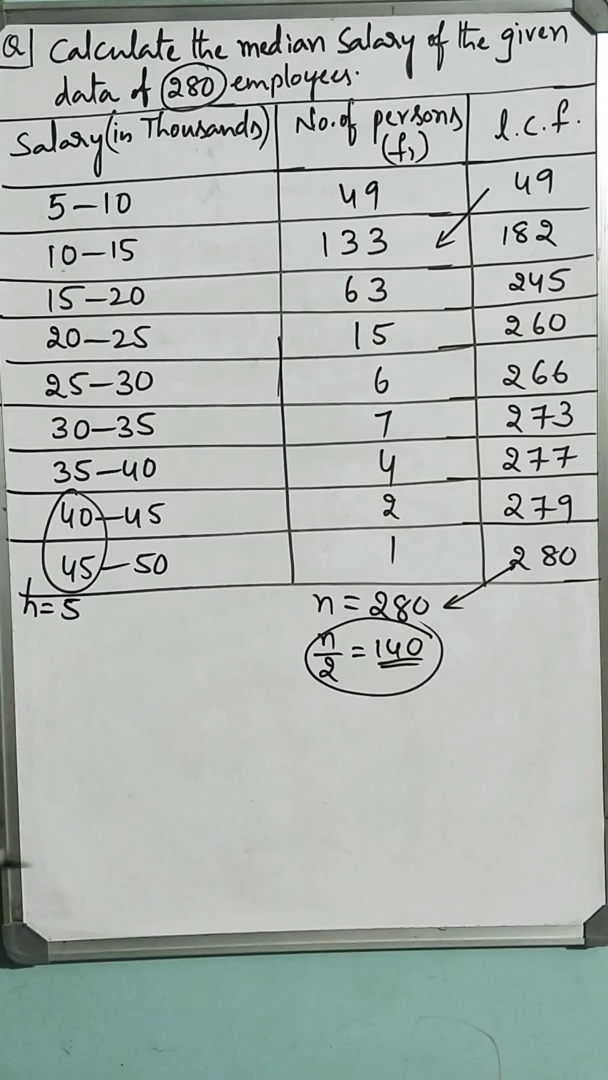 Q] Calculate the median Salary of the given
data of 280 employees.
Salary (in Thousands) No. of persons (fi) l.c.f.
5-10 49 49
10-15 133 182
15-20 63 245
20-25 15 260
25-30 6 266
30-35 7 273
35-40 4 277
40-45 2 279
45-50 1 280
h=5 n=280
n/2 = 140